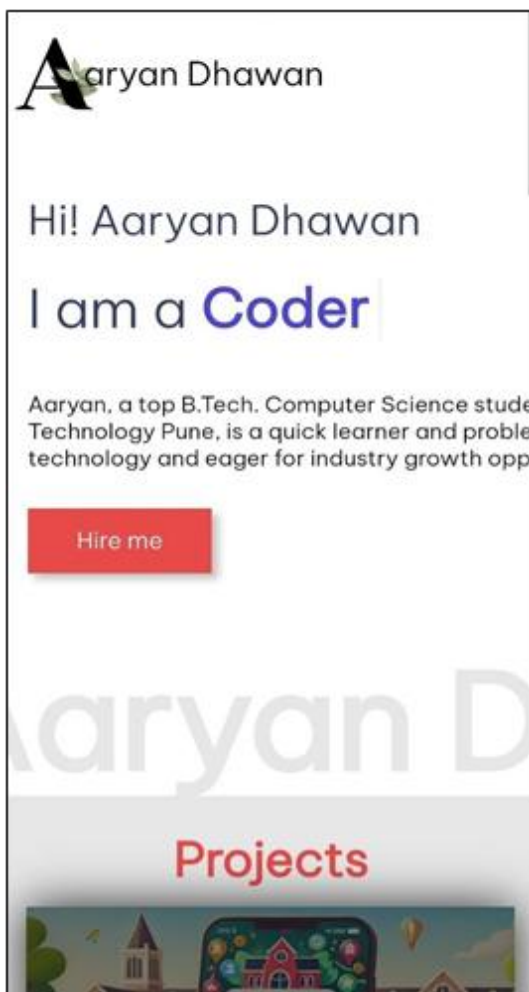 Aaryan Dhawan
Hi! Aaryan Dhawan
I am a Coder
Aaryan, a top B.Tech. Computer Science stude
Technology Pune, is a quick learner and proble
technology and eager for industry growth opp
Hire me
Aaryan D
Projects